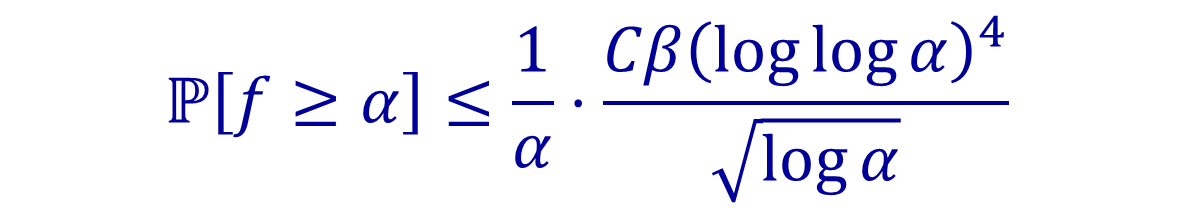 ℙ[f ≥ α] ≤ 1/α · Cβ(log log α)⁴/√(log α)